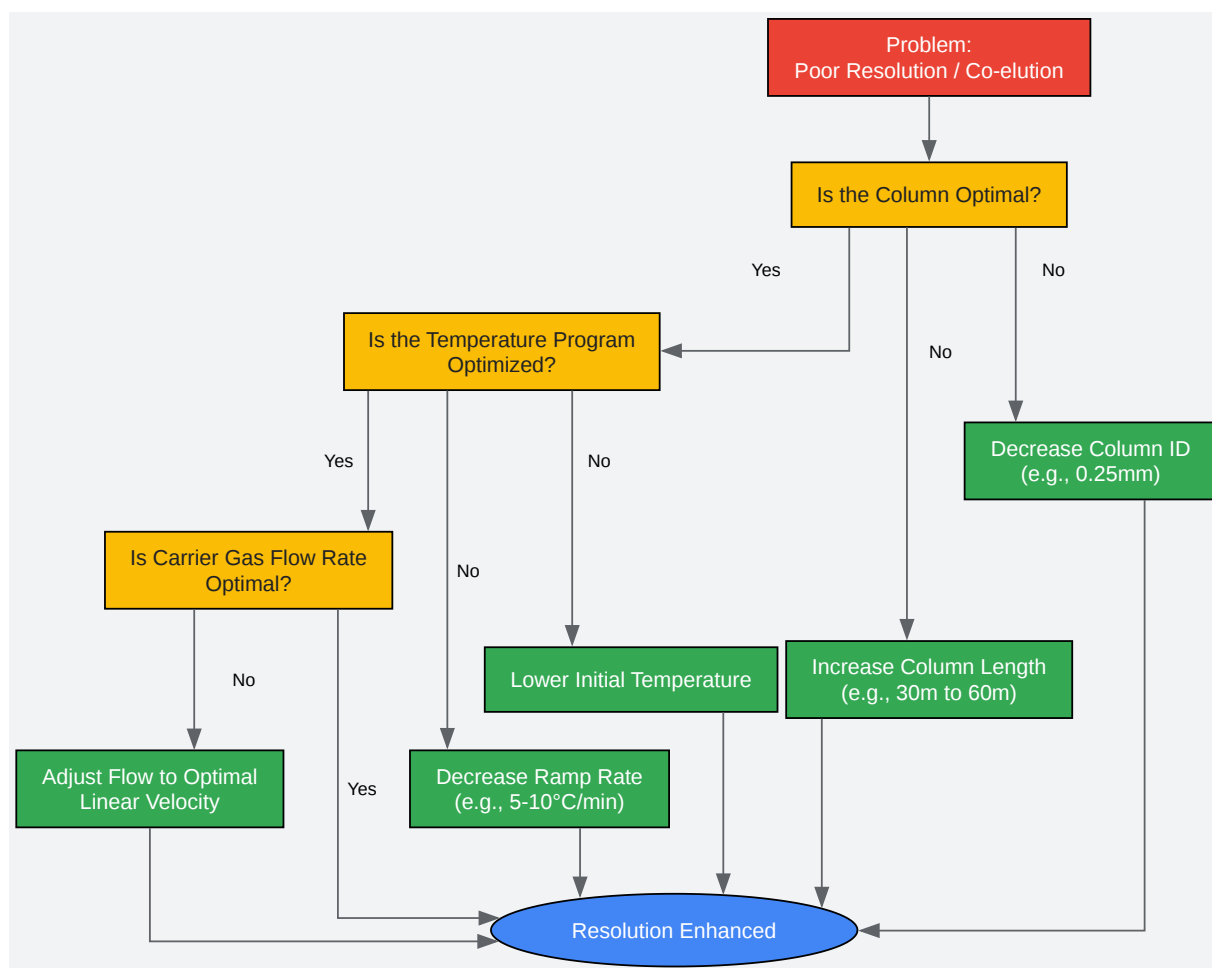 Problem:
Poor Resolution / Co-elution
Is the Column Optimal?
Yes
No
Is the Temperature Program
Optimized?
No
Decrease Column ID
(e.g., 0.25mm)
Yes
No
Is Carrier Gas Flow Rate
Optimal?
No
Lower Initial Temperature
Increase Column Length
(e.g., 30m to 60m)
No
Adjust Flow to Optimal
Linear Velocity
Yes
Decrease Ramp Rate
(e.g., 5-10°C/min)
Resolution Enhanced